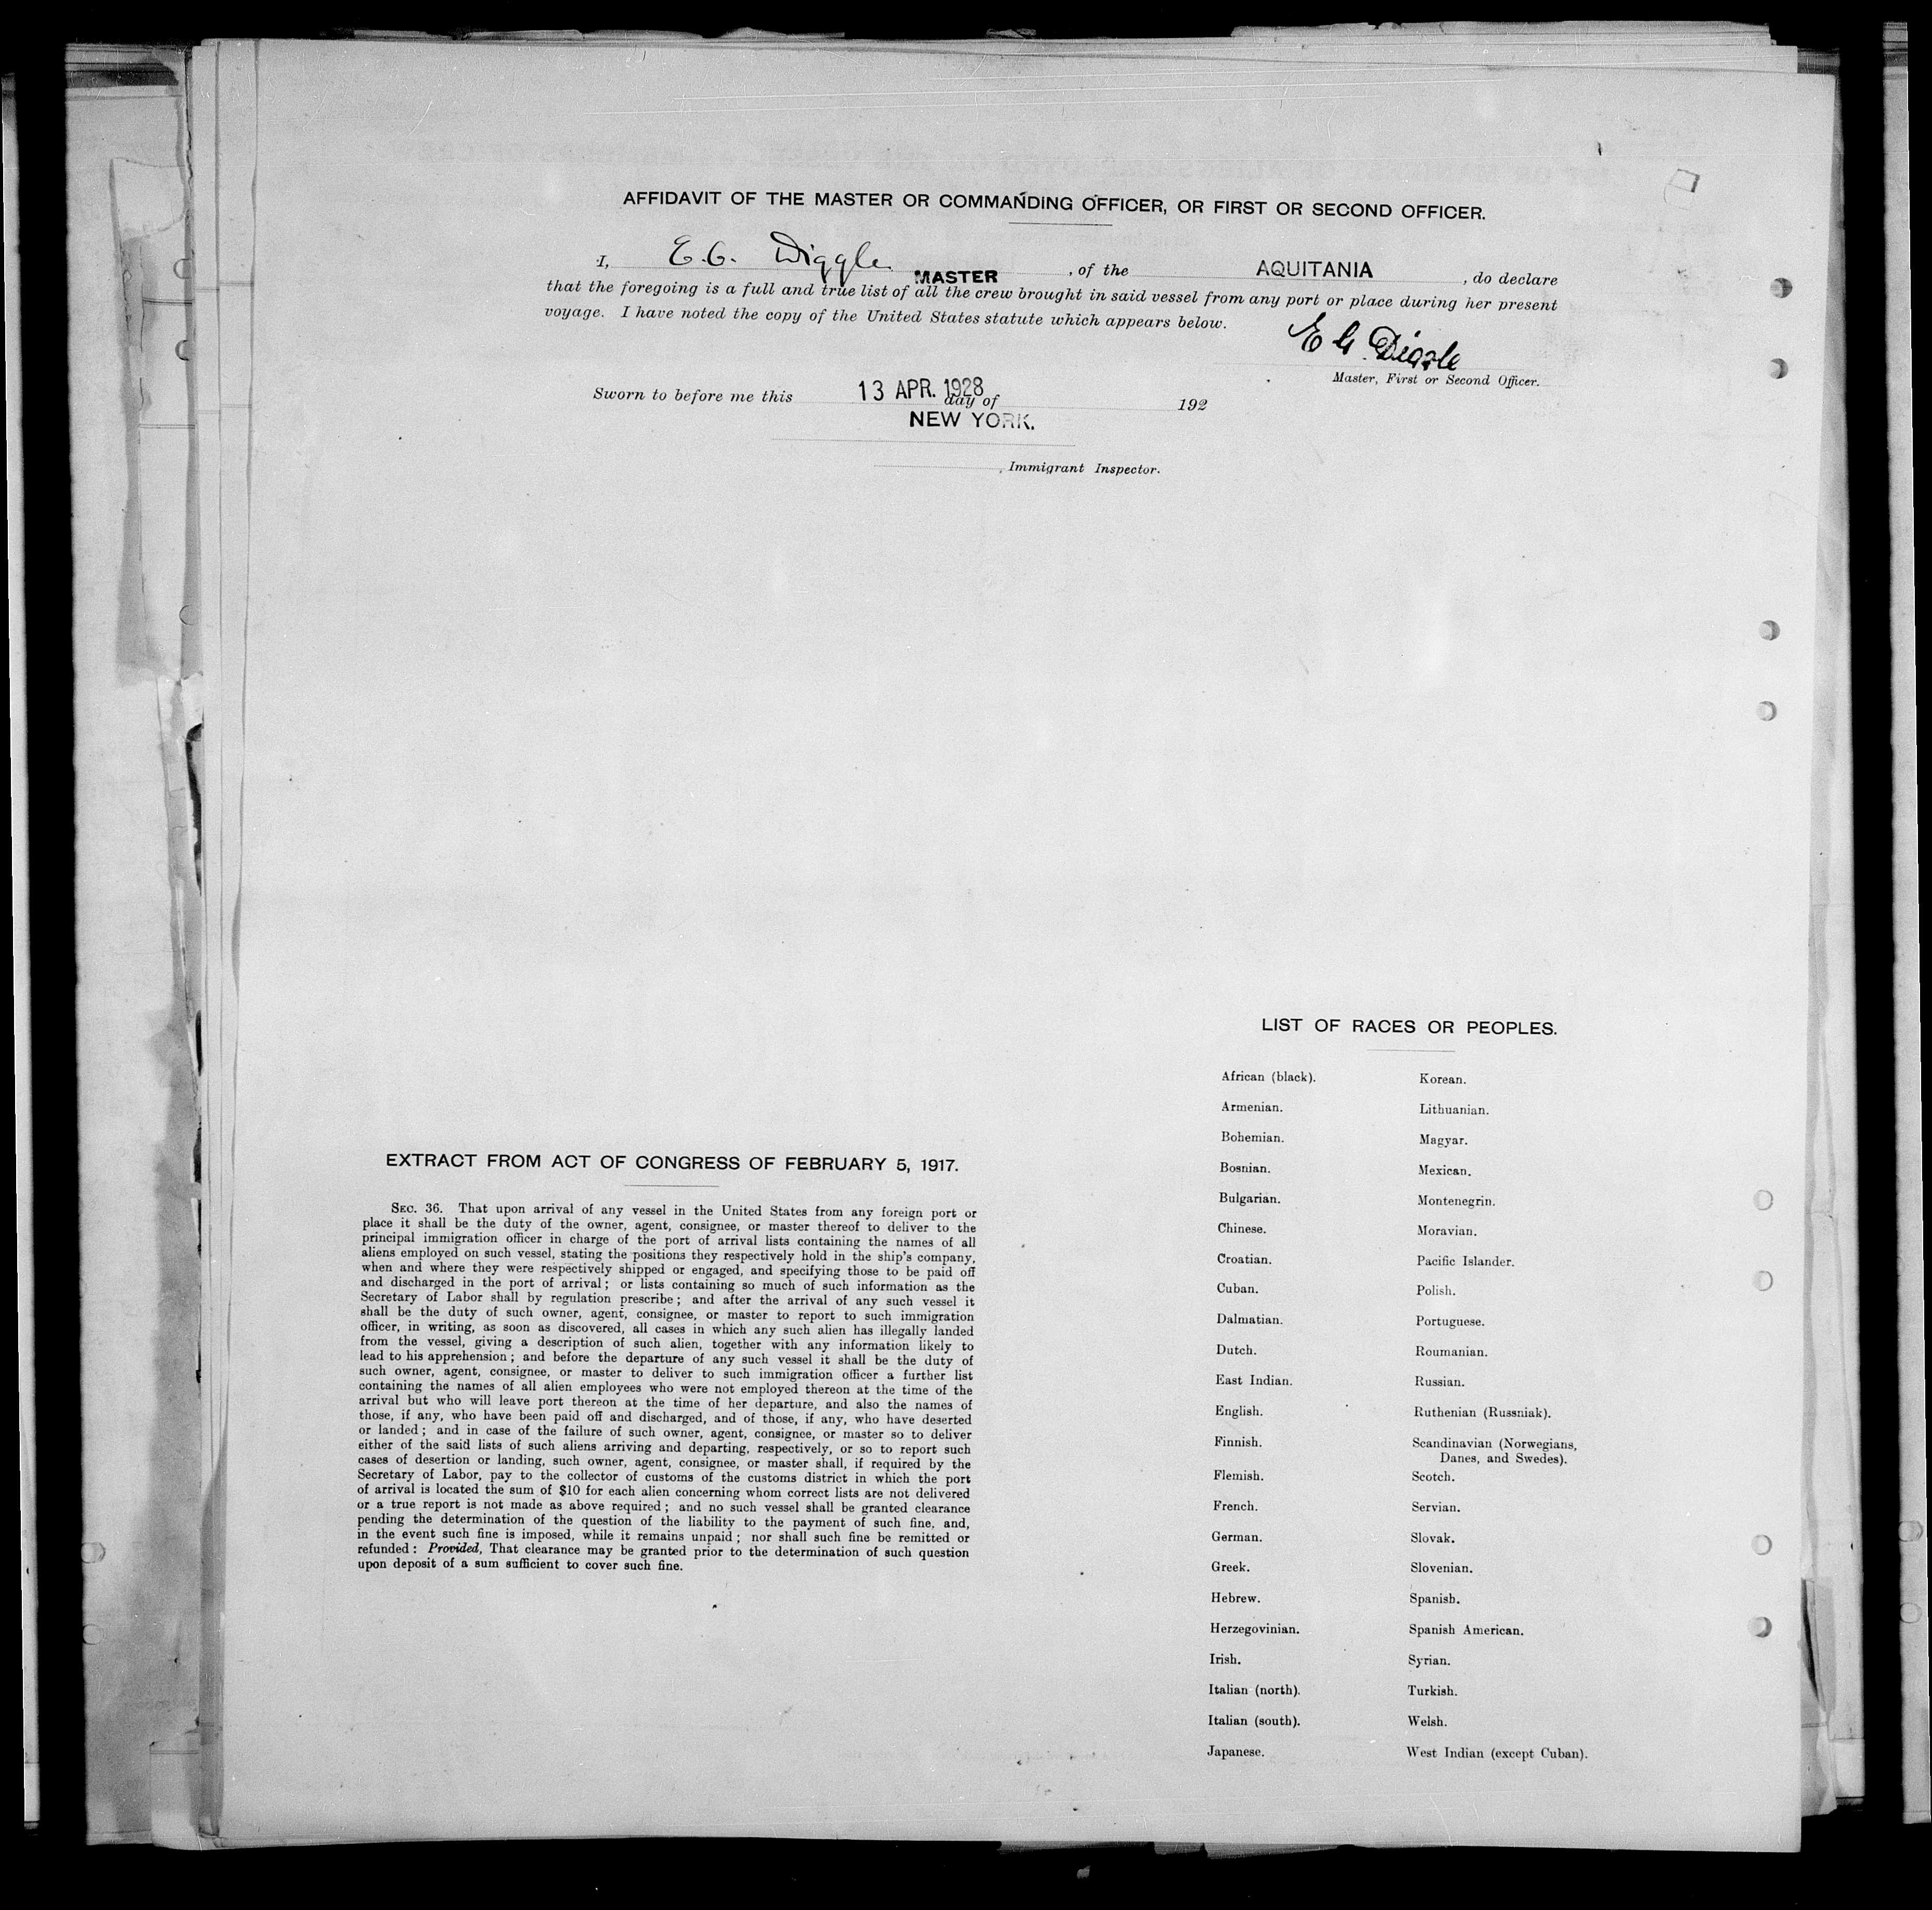 AFFIDAVIT OF THE MASTER OR COMMANDING OFFICER, OR FIRST OR SECOND OFFICER.
I, E.G. Diggle MASTER, of the AQUITANIA, do declare
that the foregoing is a full and true list of all the crew brought in said vessel from any port or place during her present
voyage. I have noted the copy of the United States statute which appears below.
E G. Diggle
Master, First or Second Officer.
Sworn to before me this 13 APR. 1928 day of 192
NEW YORK.
, Immigrant Inspector.
EXTRACT FROM ACT OF CONGRESS OF FEBRUARY 5, 1917.
SEC. 36. That upon arrival of any vessel in the United States from any foreign port or
place it shall be the duty of the owner, agent, consignee, or master thereof to deliver to the
principal immigration officer in charge of the port of arrival lists containing the names of all
aliens employed on such vessel, stating the positions they respectively hold in the ship's company,
when and where they were respectively shipped or engaged, and specifying those to be paid off
and discharged in the port of arrival; or lists containing so much of such information as the
Secretary of Labor shall by regulation prescribe; and after the arrival of any such vessel it
shall be the duty of such owner, agent, consignee, or master to report to such immigration
officer, in writing, as soon as discovered, all cases in which any such alien has illegally landed
from the vessel, giving a description of such alien, together with any information likely to
lead to his apprehension; and before the departure of any such vessel it shall be the duty of
such owner, agent, consignee, or master to deliver to such immigration officer a further list
containing the names of all alien employees who were not employed thereon at the time of the
arrival but who will leave port thereon at the time of her departure, and also the names of
those, if any, who have been paid off and discharged, and of those, if any, who have deserted
or landed; and in case of the failure of such owner, agent, consignee, or master so to deliver
either of the said lists of such aliens arriving and departing, respectively, or so to report such
cases of desertion or landing, such owner, agent, consignee, or master shall, if required by the
Secretary of Labor, pay to the collector of customs of the customs district in which the port
of arrival is located the sum of $10 for each alien concerning whom correct lists are not delivered
or a true report is not made as above required; and no such vessel shall be granted clearance
pending the determination of the question of the liability to the payment of such fine, and,
in the event such fine is imposed, while it remains unpaid; nor shall such fine be remitted or
refunded: Provided, That clearance may be granted prior to the determination of such question
upon deposit of a sum sufficient to cover such fine.
LIST OF RACES OR PEOPLES.
African (black).
Armenian.
Bohemian.
Bosnian.
Bulgarian.
Chinese.
Croatian.
Cuban.
Dalmatian.
Dutch.
East Indian.
English.
Finnish.
Flemish.
French.
German.
Greek.
Hebrew.
Herzegovinian.
Irish.
Italian (north).
Italian (south).
Japanese.
Korean.
Lithuanian.
Magyar.
Mexican.
Montenegrin.
Moravian.
Pacific Islander.
Polish.
Portuguese.
Roumanian.
Russian.
Ruthenian (Russniak).
Scandinavian (Norwegians,
Danes, and Swedes).
Scotch.
Servian.
Slovak.
Slovenian.
Spanish.
Spanish American.
Syrian.
Turkish.
Welsh.
West Indian (except Cuban).